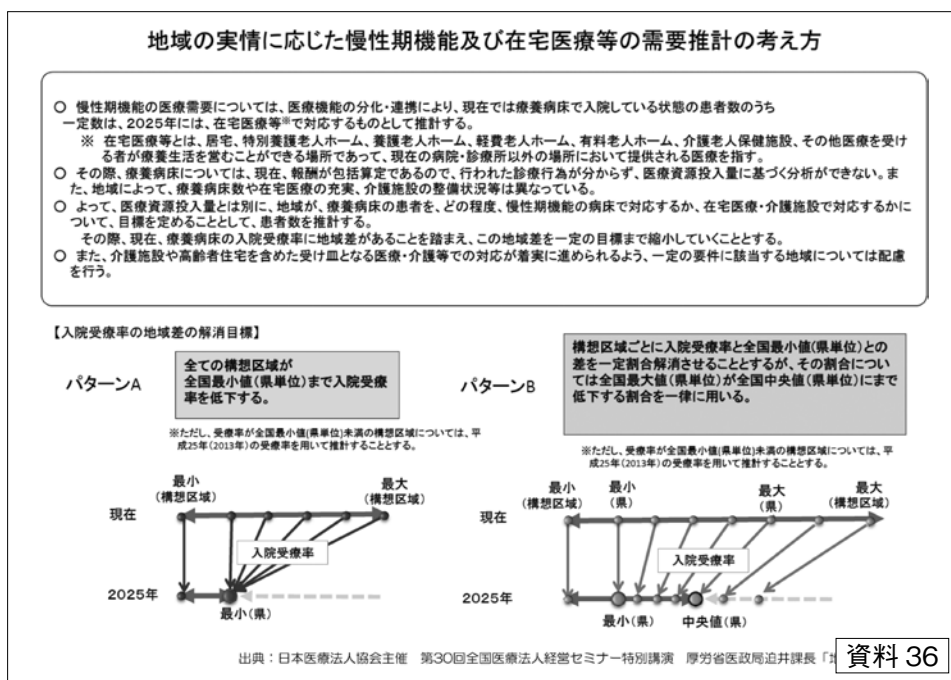 地域の実情に応じた慢性期機能及び在宅医療等の需要推計の考え方
○ 慢性期機能の医療需要については、医療機能の分化・連携により、現在では療養病床で入院している状態の患者数のうち
一定数は、2025年には、在宅医療等※で対応するものとして推計する。
※ 在宅医療等とは、居宅、特別養護老人ホーム、養護老人ホーム、軽費老人ホーム、有料老人ホーム、介護老人保健施設、その他医療を受け
る者が療養生活を営むことができる場所であって、現在の病院・診療所以外の場所において提供される医療を指す。
○ その際、療養病床については、現在、報酬が包括算定であるので、行われた診療行為が分からず、医療資源投入量に基づく分析ができない。ま
た、地域によって、療養病床数や在宅医療の充実、介護施設の整備状況等は異なっている。
○ よって、医療資源投入量とは別に、地域が、療養病床の患者を、どの程度、慢性期機能の病床で対応するか、在宅医療・介護施設で対応するかに
ついて、目標を定めることとして、患者数を推計する。
その際、現在、療養病床の入院受療率に地域差があることを踏まえ、この地域差を一定の目標まで縮小していくこととする。
○ また、介護施設や高齢者住宅を含めた受け皿となる医療・介護等での対応が着実に進められるよう、一定の要件に該当する地域については配慮
を行う。
【入院受療率の地域差の解消目標】
パターンA
全ての構想区域が
全国最小値(県単位)まで入院受療
率を低下する。
※ただし、受療率が全国最小値(県単位)未満の構想区域については、平
成25年(2013年)の受療率を用いて推計することとする。
最小
(構想区域)
最大
(構想区域)
現在
入院受療率
2025年
最小(県)
パターンB
構想区域ごとに入院受療率と全国最小値(県単位)との
差を一定割合解消させることとするが、その割合につい
ては全国最大値(県単位)が全国中央値(県単位)にまで
低下する割合を一律に用いる。
※ただし、受療率が全国最小値(県単位)未満の構想区域については、平
成25年(2013年)の受療率を用いて推計することとする。
最小
(構想区域)
最小
(県)
最大
(県)
最大
(構想区域)
現在
入院受療率
2025年
最小(県)
中央値(県)
出典：日本医療法人協会主催 第30回全国医療法人経営セミナー特別講演 厚労省医政局迫井課長「
資料 36